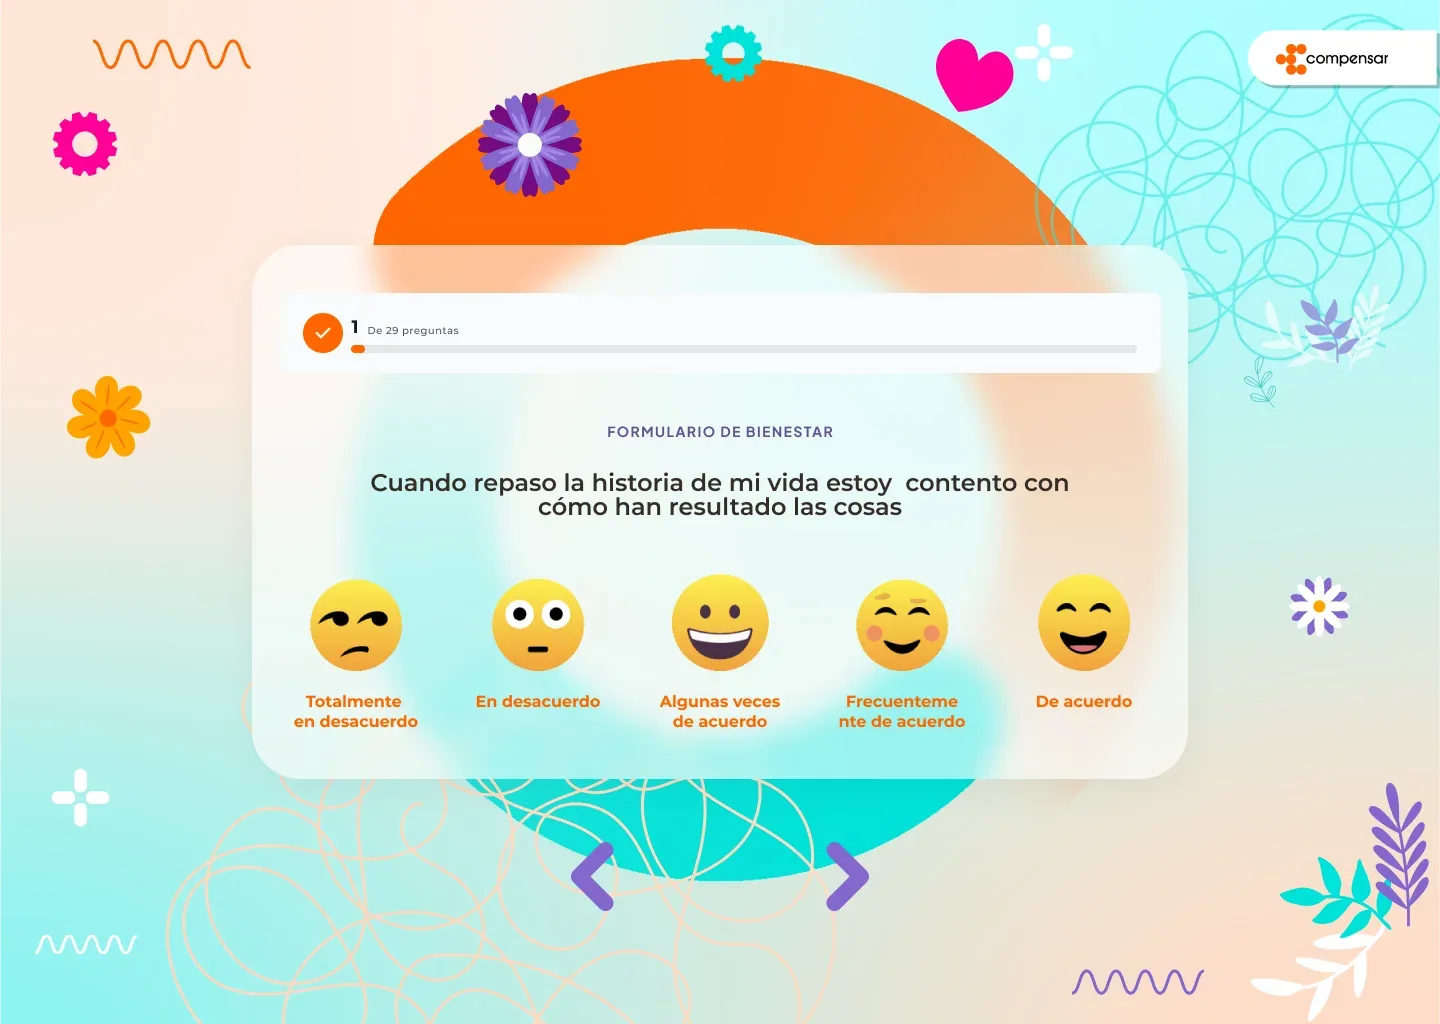 compensar
1 De 29 preguntas
FORMULARIO DE BIENESTAR
Cuando repaso la historia de mi vida estoy  contento con
cómo han resultado las cosas
Totalmente
en desacuerdo
En desacuerdo
Algunas veces
de acuerdo
Frecuenteme
nte de acuerdo
De acuerdo